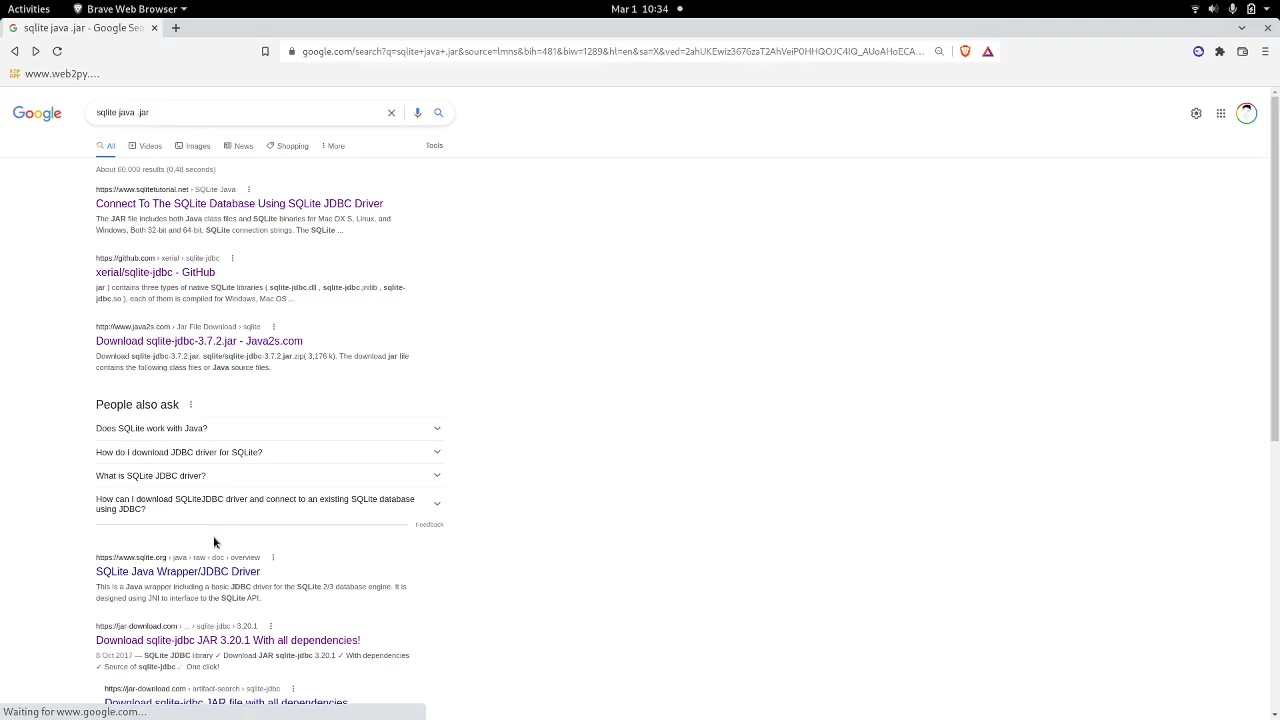 Activities
Brave Web Browser
Mar 1 10:34
sqlite java .jar - Google Sea
google.com/search?q=sqlite+java+.jar&source=lmns&bih=481&biw=1289&hl=en&sa=X&ved=2ahUKEwiz3676zaT2AhVeiP0HHQOJC4IQ_AUoAHoECA...
www.web2py....
Google
sqlite java .jar
All
Videos
Images
News
Shopping
More
Tools
About 60.000 results (0,48 seconds)
https://www.sqlitetutorial.net › SQLite Java
Connect To The SQLite Database Using SQLite JDBC Driver
The JAR file includes both Java class files and SQLite binaries for Mac OX S, Linux, and
Windows, Both 32-bit and 64-bit. SQLite connection strings. The SQLite ...
https://github.com › xerial › sqlite-jdbc
xerial/sqlite-jdbc - GitHub
jar ) contains three types of native SQLite libraries ( sqlite-jdbc.dll , sqlite-jdbc.jnilib , sqlite-
jdbc.so ), each of them is compiled for Windows, Mac OS ...
http://www.java2s.com › Jar File Download › sqlite
Download sqlite-jdbc-3.7.2.jar - Java2s.com
Download sqlite-jdbc-3.7.2.jar. sqlite/sqlite-jdbc-3.7.2.jar.zip( 3,176 k). The download jar file
contains the following class files or Java source files.
People also ask
Does SQLite work with Java?
How do I download JDBC driver for SQLite?
What is SQLite JDBC driver?
How can I download SQLiteJDBC driver and connect to an existing SQLite database
using JDBC?
Feedback
https://www.sqlite.org › java › raw › doc › overview
SQLite Java Wrapper/JDBC Driver
This is a Java wrapper including a basic JDBC driver for the SQLite 2/3 database engine. It is
designed using JNI to interface to the SQLite API.
https://jar-download.com › ... › sqlite-jdbc › 3.20.1
Download sqlite-jdbc JAR 3.20.1 With all dependencies!
8 Oct 2017 — SQLite JDBC library ✓ Download JAR sqlite-jdbc 3.20.1 ✓ With dependencies
✓ Source of sqlite-jdbc ☄ One click!
https://jar-download.com › artifact-search › sqlite-jdbc
Download sqlite-jdbc JAR file with all dependencies
Waiting for www.google.com...